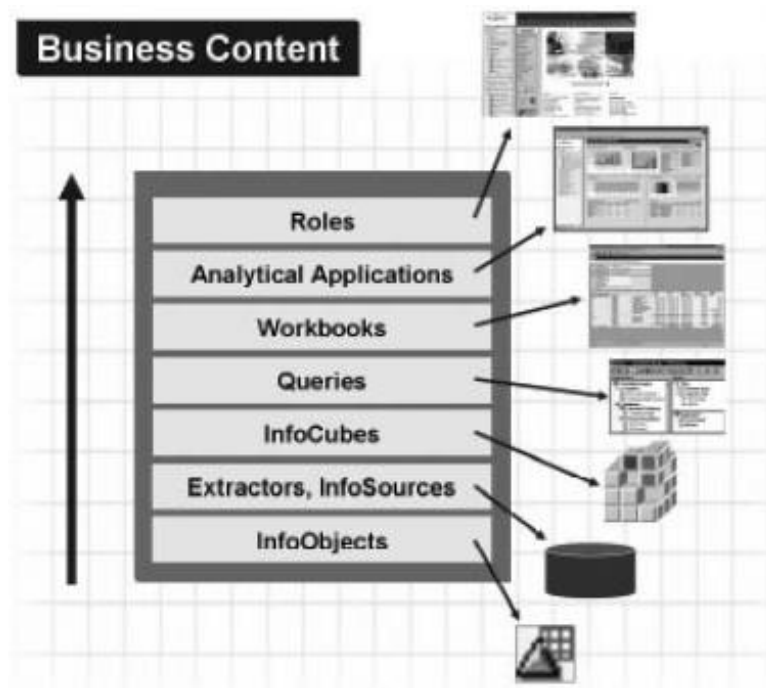 Business Content
Roles
Analytical Applications
Workbooks
Queries
InfoCubes
Extractors, InfoSources
InfoObjects